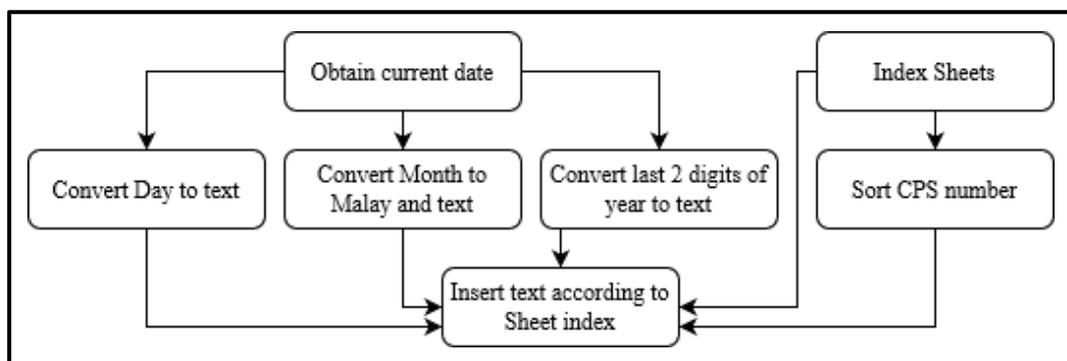 Obtain current date
Index Sheets
Convert Day to text
Convert Month to
Malay and text
Convert last 2 digits of
year to text
Sort CPS number
Insert text according to
Sheet index